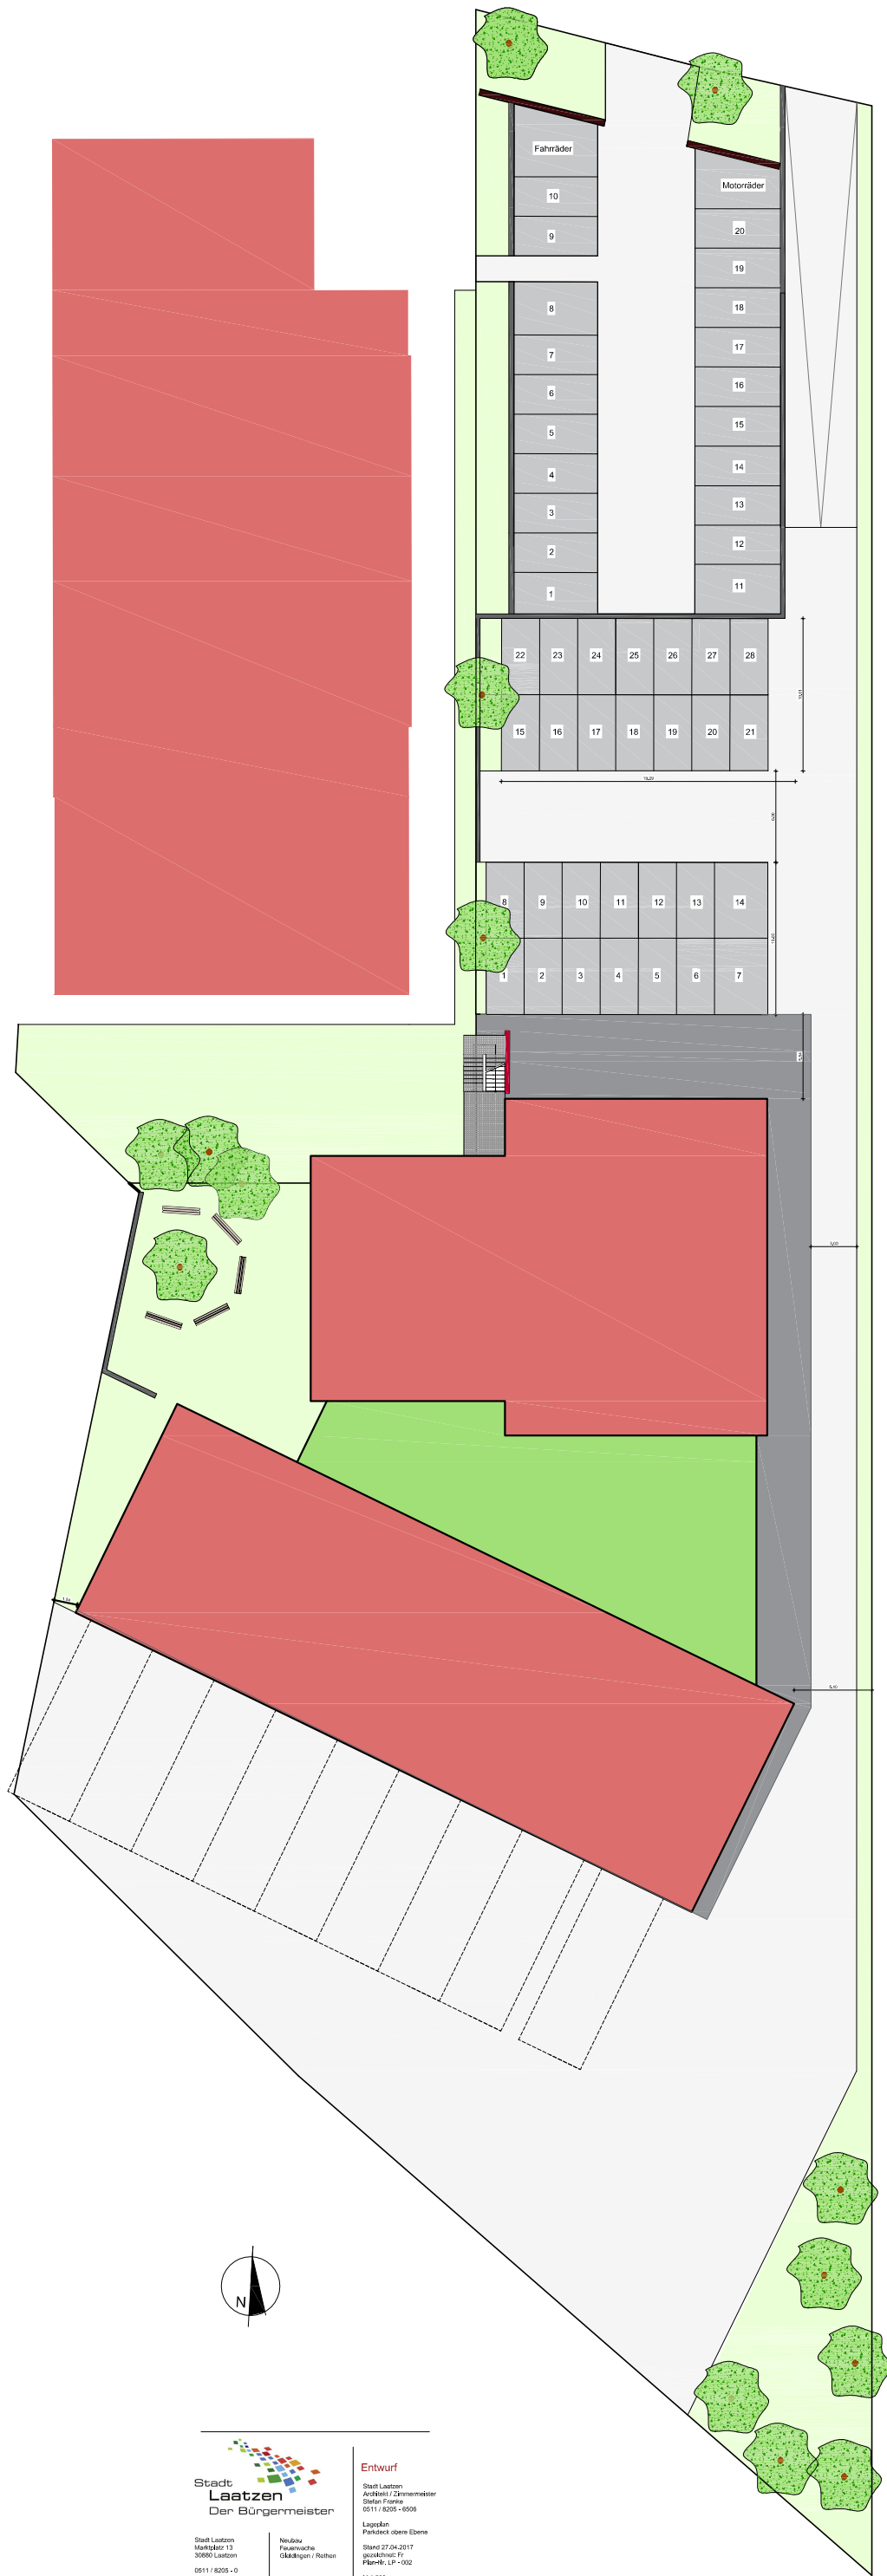 Fahrräder
Motorräder
10
20
9
19
8
18
7
17
6
16
5
15
4
14
3
13
2
12
1
11
22 23 24 25 26 27 28
15 16 17 18 19 20 21
8 9 10 11 12 13 14
1 2 3 4 5 6 7
N
Stadt
Laatzen
Der Bürgermeister
Stadt Laatzen
Marktplatz 13
30880 Laatzen
0511 / 8205 - 0
Neubau
Feuerwache
Gleidingen / Rethen
Entwurf
Stadt Laatzen
Architekt / Zimmermeister
Stefan Franke
0511 / 8205 - 6506
Lageplan
Parkdeck obere Ebene
Stand 27.04.2017
gezeichnet: Fr
Plan-Nr. LP - 002